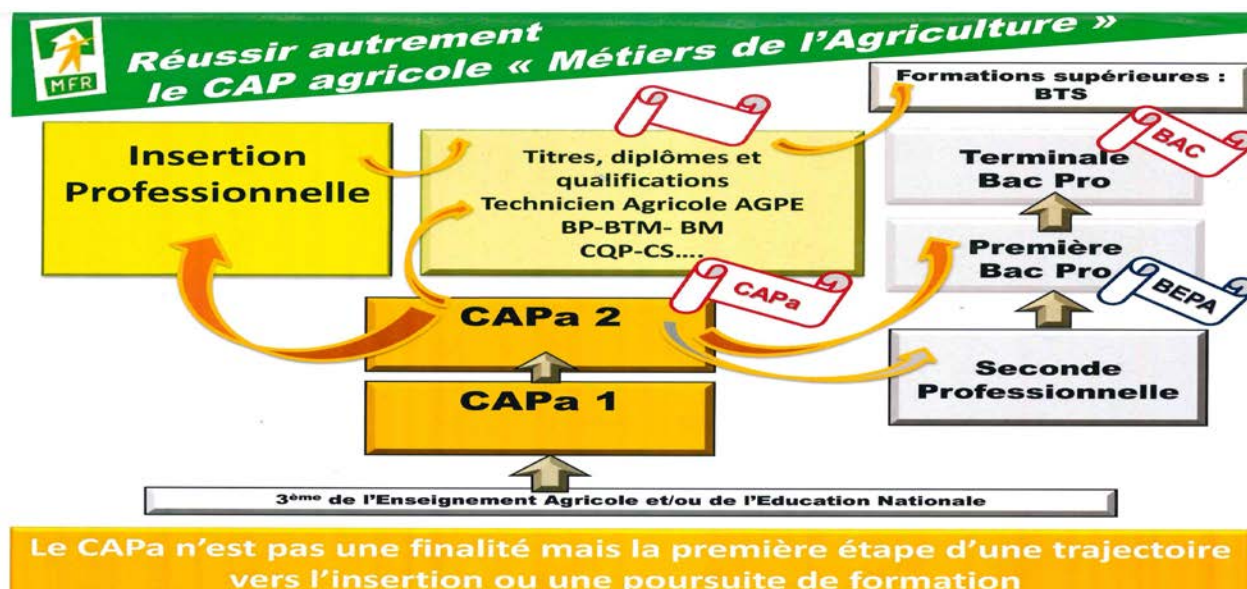 MFR
Réussir autrement
le CAP agricole « Métiers de l'Agriculture »
Formations supérieures :
BTS
Insertion
Professionnelle
Titres, diplômes et
qualifications
Technicien Agricole AGPE
BP-BTM- BM
CQP-CS....
BAC
Terminale
Bac Pro
Première
Bac Pro
BEPA
CAPa
CAPa 2
Seconde
Professionnelle
CAPa 1
3ème de l'Enseignement Agricole et/ou de l'Education Nationale
Le CAPa n'est pas une finalité mais la première étape d'une trajectoire
vers l'insertion ou une poursuite de formation